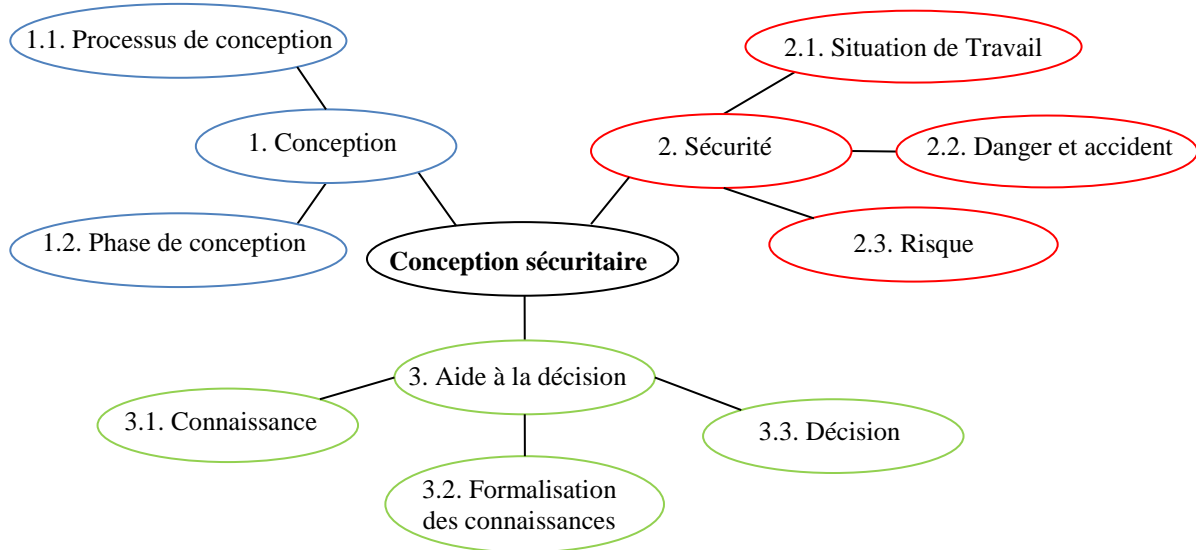 1.1. Processus de conception
1. Conception
1.2. Phase de conception
2.1. Situation de Travail
2. Sécurité
2.2. Danger et accident
2.3. Risque
Conception sécuritaire
3. Aide à la décision
3.1. Connaissance
3.2. Formalisation
des connaissances
3.3. Décision